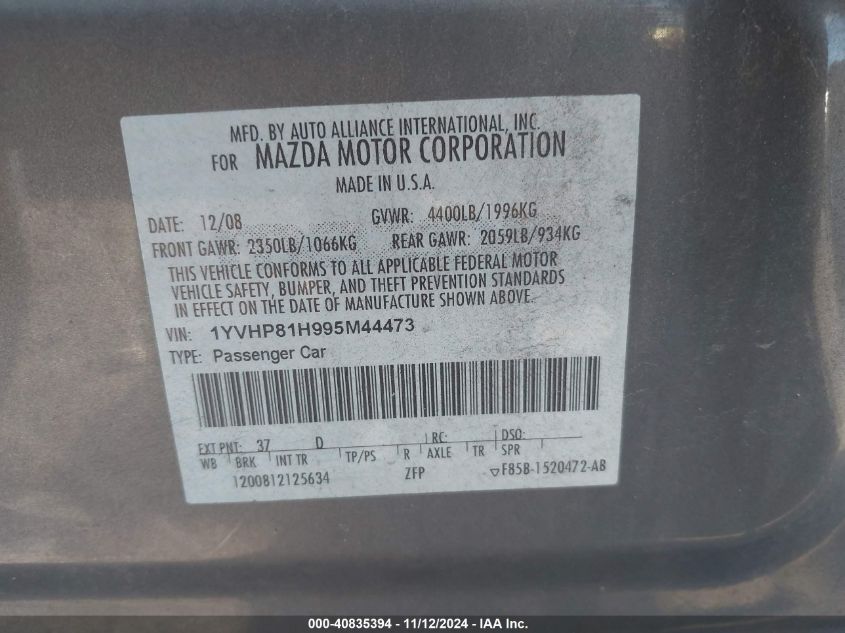 MFD. BY AUTO ALLIANCE INTERNATIONAL, INC.
FOR MAZDA MOTOR CORPORATION
MADE IN U.S.A.
DATE: 12/08 GVWR: 4400LB/1996KG
FRONT GAWR: 2350LB/1066KG REAR GAWR: 2059LB/934KG
THIS VEHICLE CONFORMS TO ALL APPLICABLE FEDERAL MOTOR
VEHICLE SAFETY, BUMPER, AND THEFT PREVENTION STANDARDS
IN EFFECT ON THE DATE OF MANUFACTURE SHOWN ABOVE.
VIN: 1YVHP81H995M44473
TYPE: Passenger Car
EXT PNT: 37 D RC: DSO:
WB BRK INT TR TP/PS R AXLE TR SPR
1200812125634 ZFP F85B-1520472-AB
000-40835394 - 11/12/2024 - IAA Inc.